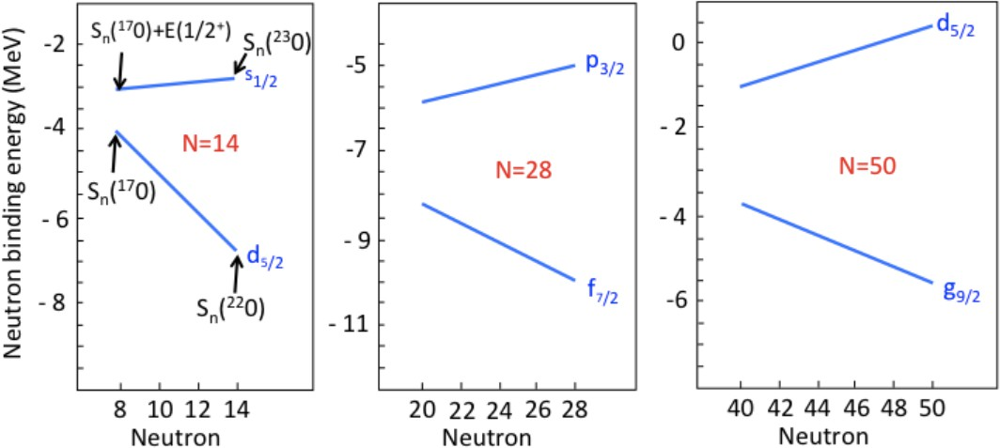 Neutron binding energy (MeV)
-2
-4
- 6
- 8
Sn(17O)+E(1/2+)
Sn(23O)
s1/2
N=14
Sn(17O)
d5/2
Sn(22O)
8 10 12 14
Neutron
-5
-7
- 9
- 11
p3/2
N=28
f7/2
20 22 24 26 28
Neutron
0
- 2
- 4
-6
d5/2
N=50
g9/2
40 42 44 46 48 50
Neutron